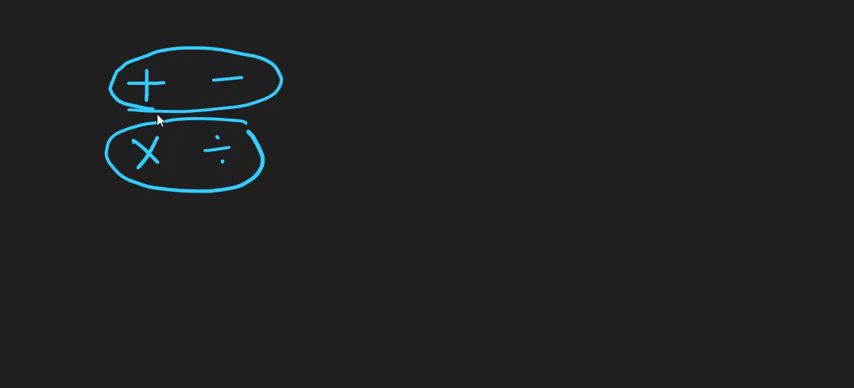 + −
× ÷